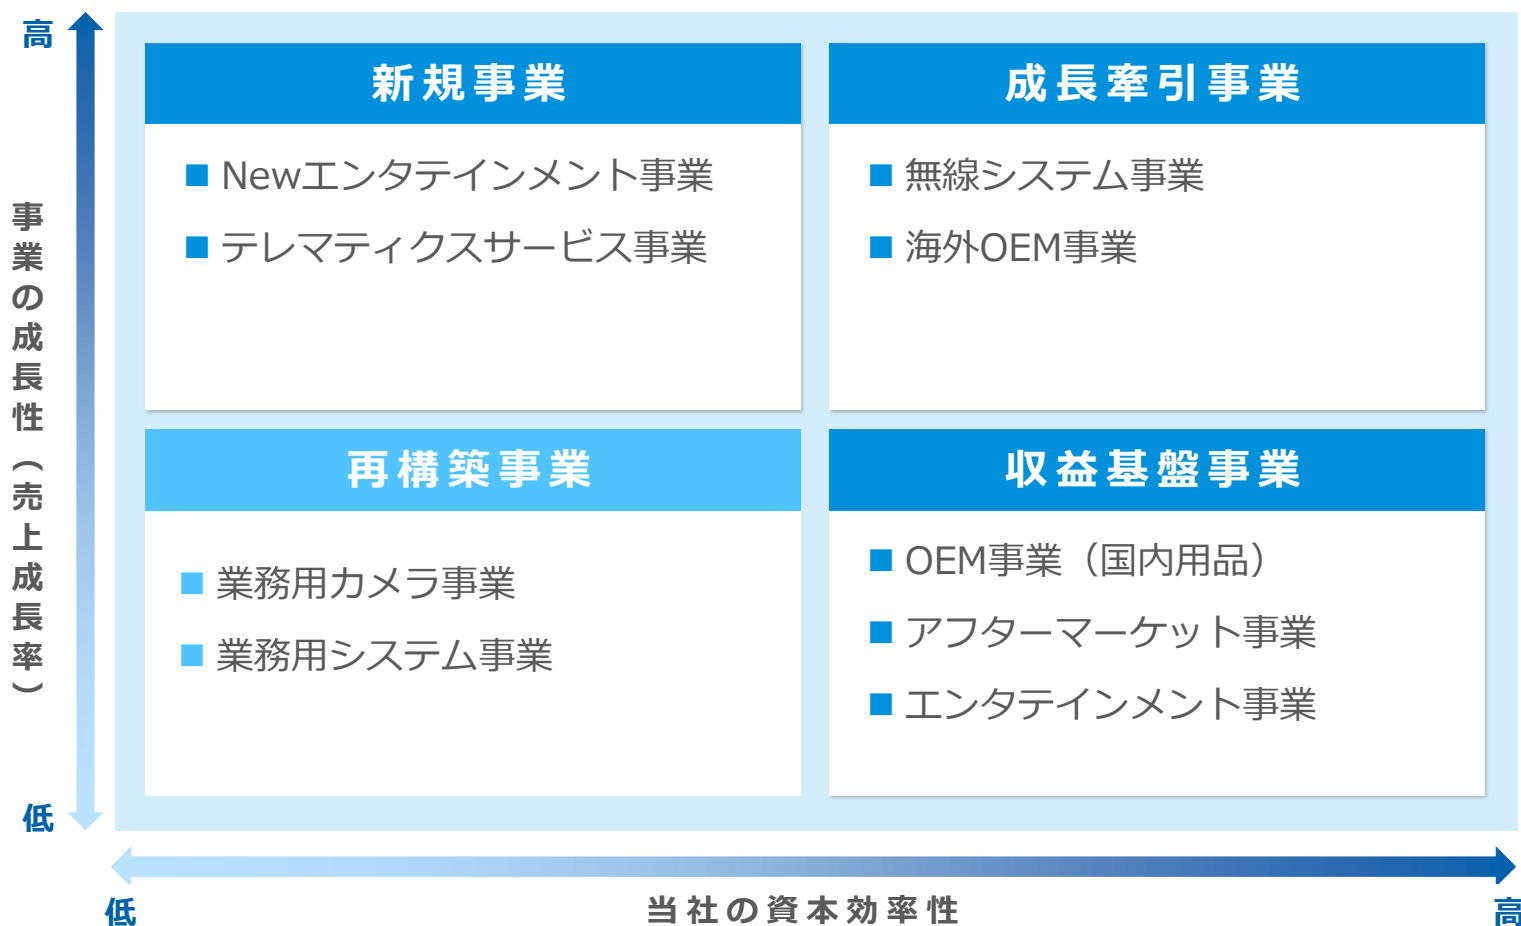 高
事業の成長性（売上成長率）
低
新規事業
Newエンタテインメント事業
テレマティクスサービス事業
成長牽引事業
無線システム事業
海外OEM事業
再構築事業
業務用カメラ事業
業務用システム事業
収益基盤事業
OEM事業（国内用品）
アフターマーケット事業
エンタテインメント事業
低
当社の資本効率性
高